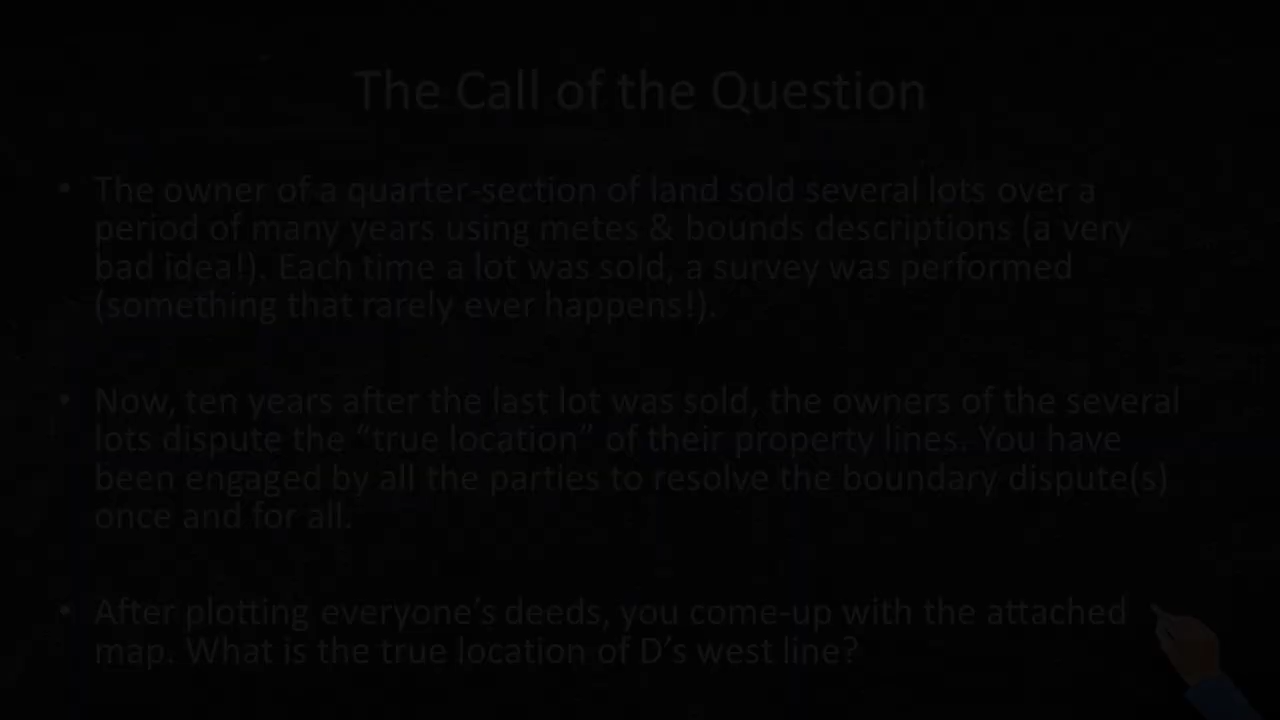 The Call of the Question
• The owner of a quarter-section of land sold several lots over a
period of many years using metes & bounds descriptions (a very
bad idea!). Each time a lot was sold, a survey was performed
(something that rarely ever happens!).
• Now, ten years after the last lot was sold, the owners of the several
lots dispute the “true location” of their property lines. You have
been engaged by all the parties to resolve the boundary dispute(s)
once and for all.
• After plotting everyone’s deeds, you come-up with the attached
map. What is the true location of D’s west line?